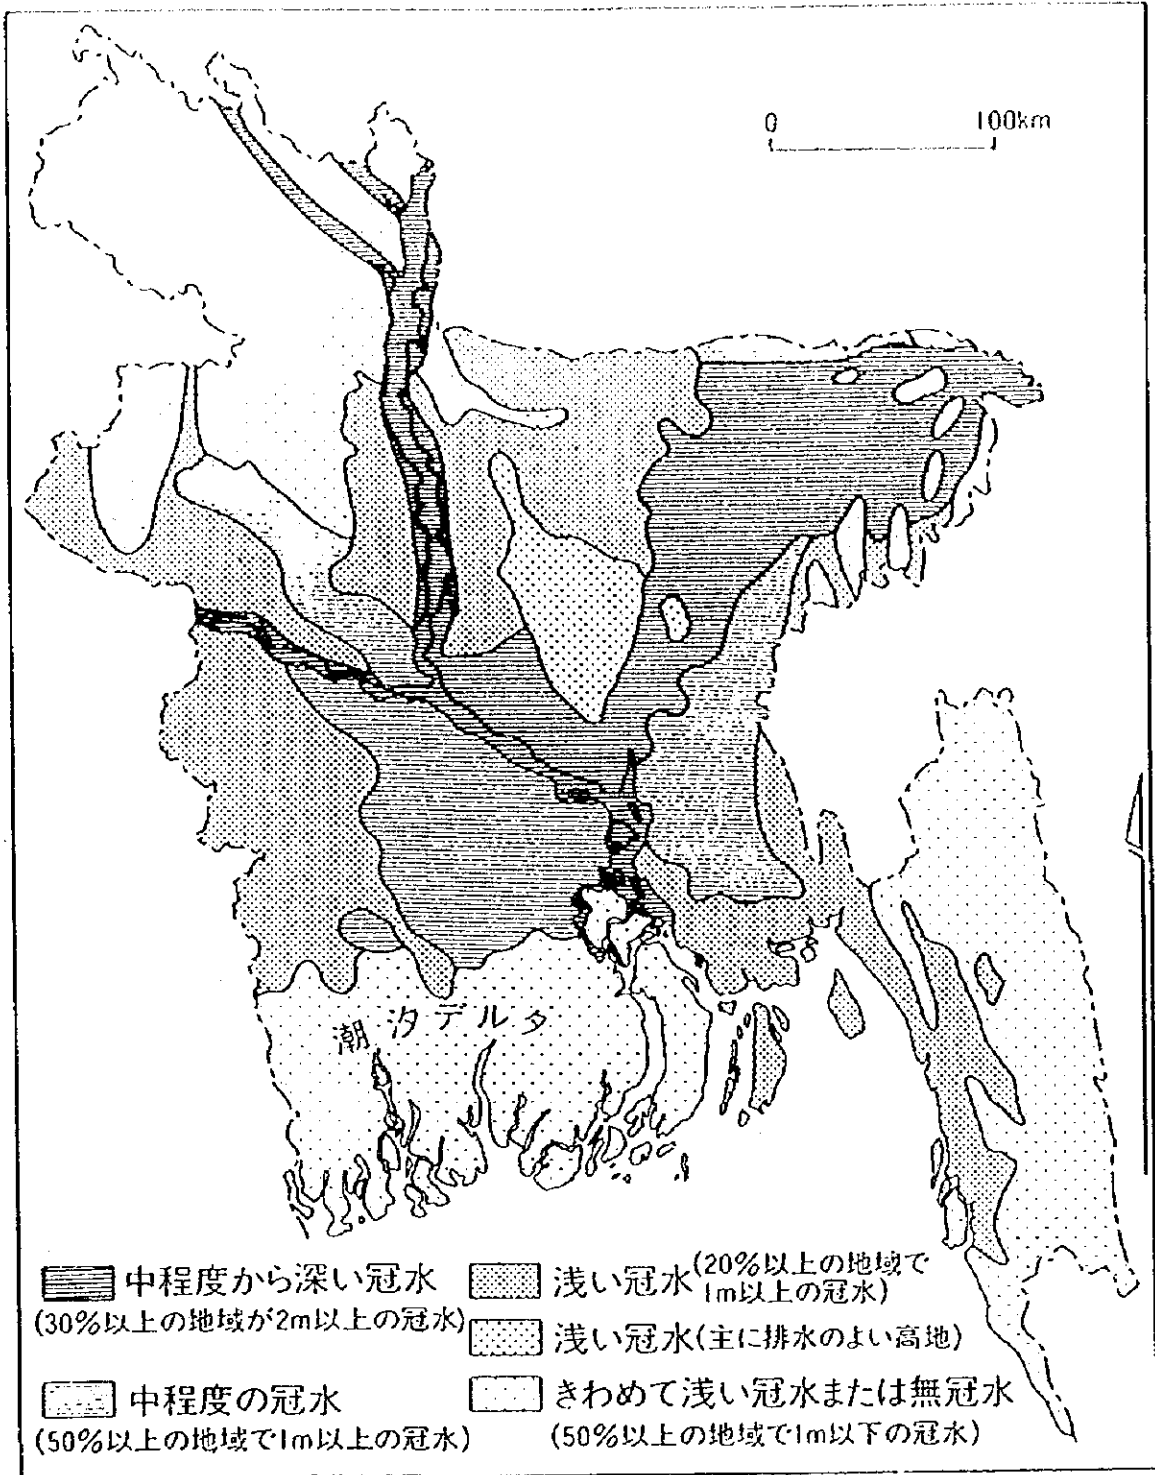 0 100km
潮汐デルタ
中程度から深い冠水
(30%以上の地域が2m以上の冠水)
中程度の冠水
(50%以上の地域で1m以上の冠水)
浅い冠水(20%以上の地域で
1m以上の冠水)
浅い冠水(主に排水のよい高地)
きわめて浅い冠水または無冠水
(50%以上の地域で1m以下の冠水)